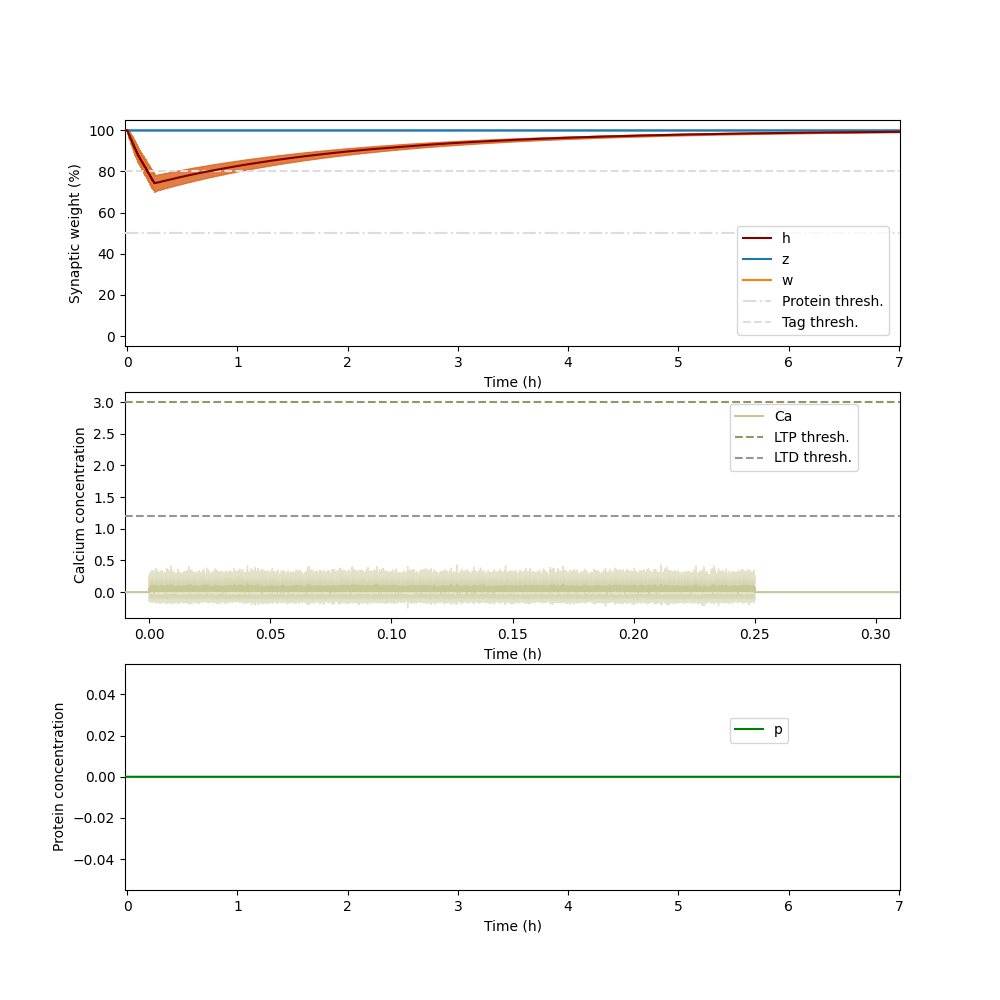 100
80
60
40
20
0
Synaptic weight (%)
h
z
w
Protein thresh.
Tag thresh.
0 1 2 3 4 5 6 7
Time (h)
3.0
2.5
2.0
1.5
1.0
0.5
0.0
Calcium concentration
Ca
LTP thresh.
LTD thresh.
0.00 0.05 0.10 0.15 0.20 0.25 0.30
Time (h)
0.04
0.02
0.00
−0.02
−0.04
Protein concentration
p
0 1 2 3 4 5 6 7
Time (h)